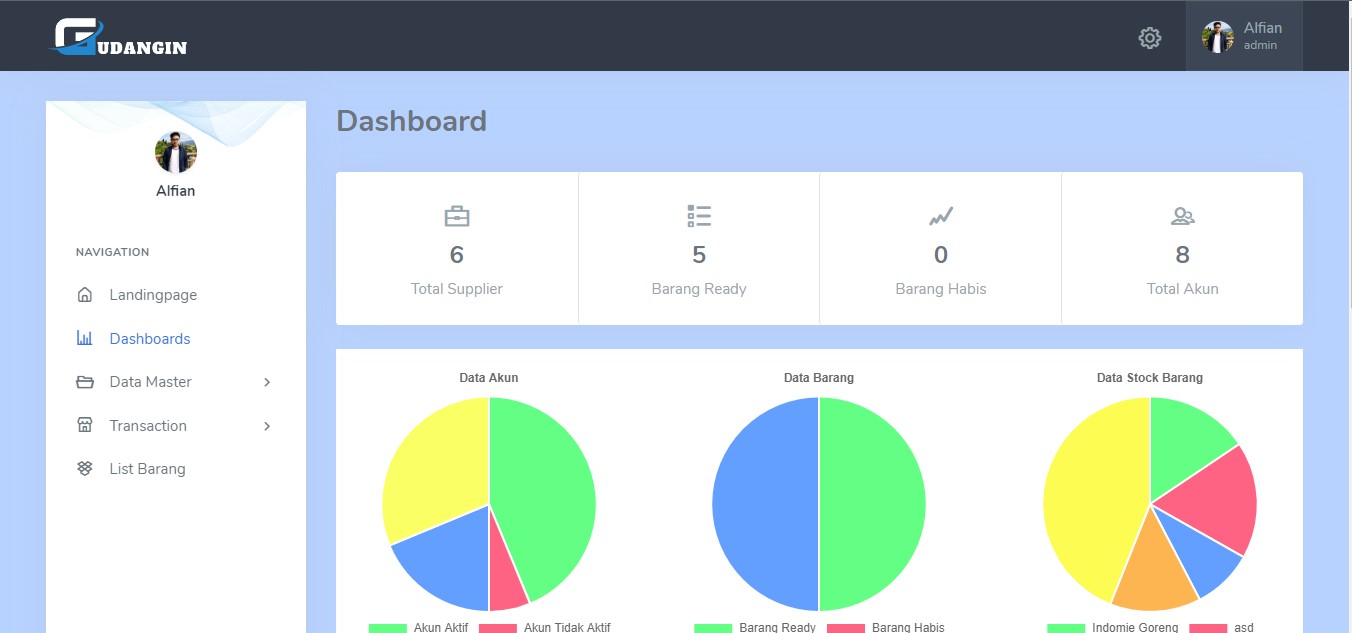 GUDANGIN
Alfian
admin
Alfian
NAVIGATION
Landingpage
Dashboards
Data Master
Transaction
List Barang
Dashboard
6
Total Supplier
5
Barang Ready
0
Barang Habis
8
Total Akun
Data Akun
Akun Aktif Akun Tidak Aktif
Data Barang
Barang Ready Barang Habis
Data Stock Barang
Indomie Goreng asd